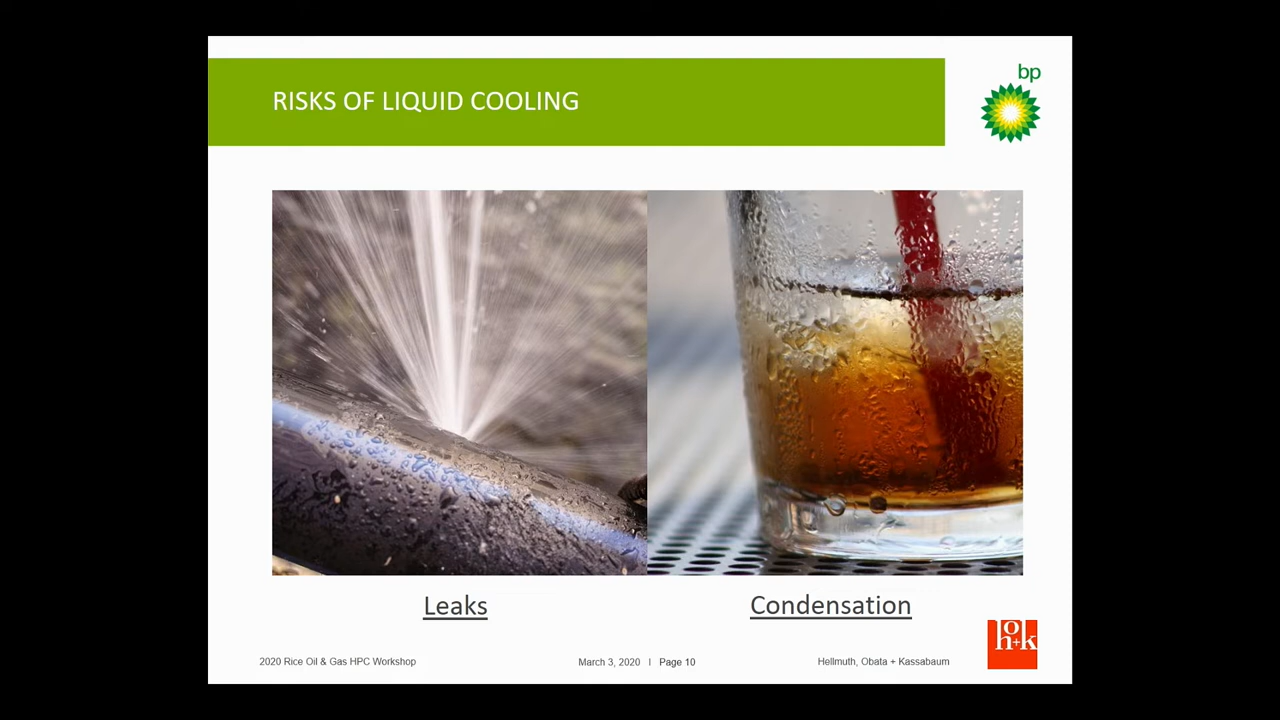 bp
RISKS OF LIQUID COOLING
Leaks
Condensation
2020 Rice Oil & Gas HPC Workshop
March 3, 2020 I Page 10
Hellmuth, Obata + Kassabaum
ho+k